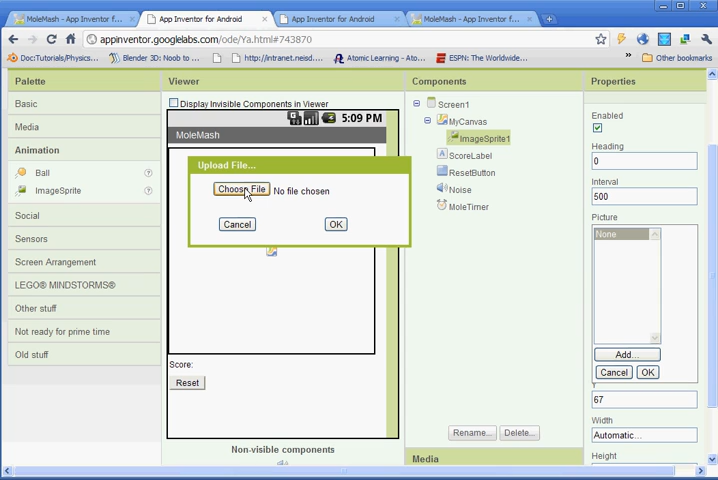 MoleMash - App Inventor for
App Inventor for Android
App Inventor for Android
MoleMash - App Inventor for
appinventor.googlelabs.com/ode/Ya.html#743870
Doc:Tutorials/Physics...
Blender 3D: Noob to ...
http://intranet.neisd...
Atomic Learning - Ato...
ESPN: The Worldwide...
»
Other bookmarks
Palette
Viewer
Components
Properties
Basic
Media
Animation
Ball
ImageSprite
Social
Sensors
Screen Arrangement
LEGO® MINDSTORMS®
Other stuff
Not ready for prime time
Old stuff
Display Invisible Components in Viewer
5:09 PM
MoleMash
Upload File...
Choose File
No file chosen
Cancel
OK
Score:
Reset
Non-visible components
Screen1
MyCanvas
ImageSprite1
ScoreLabel
ResetButton
Noise
MoleTimer
Rename...
Delete...
Media
Enabled
Heading
0
Interval
500
Picture
None
Add...
Cancel
OK
Y
67
Width
Automatic...
Height